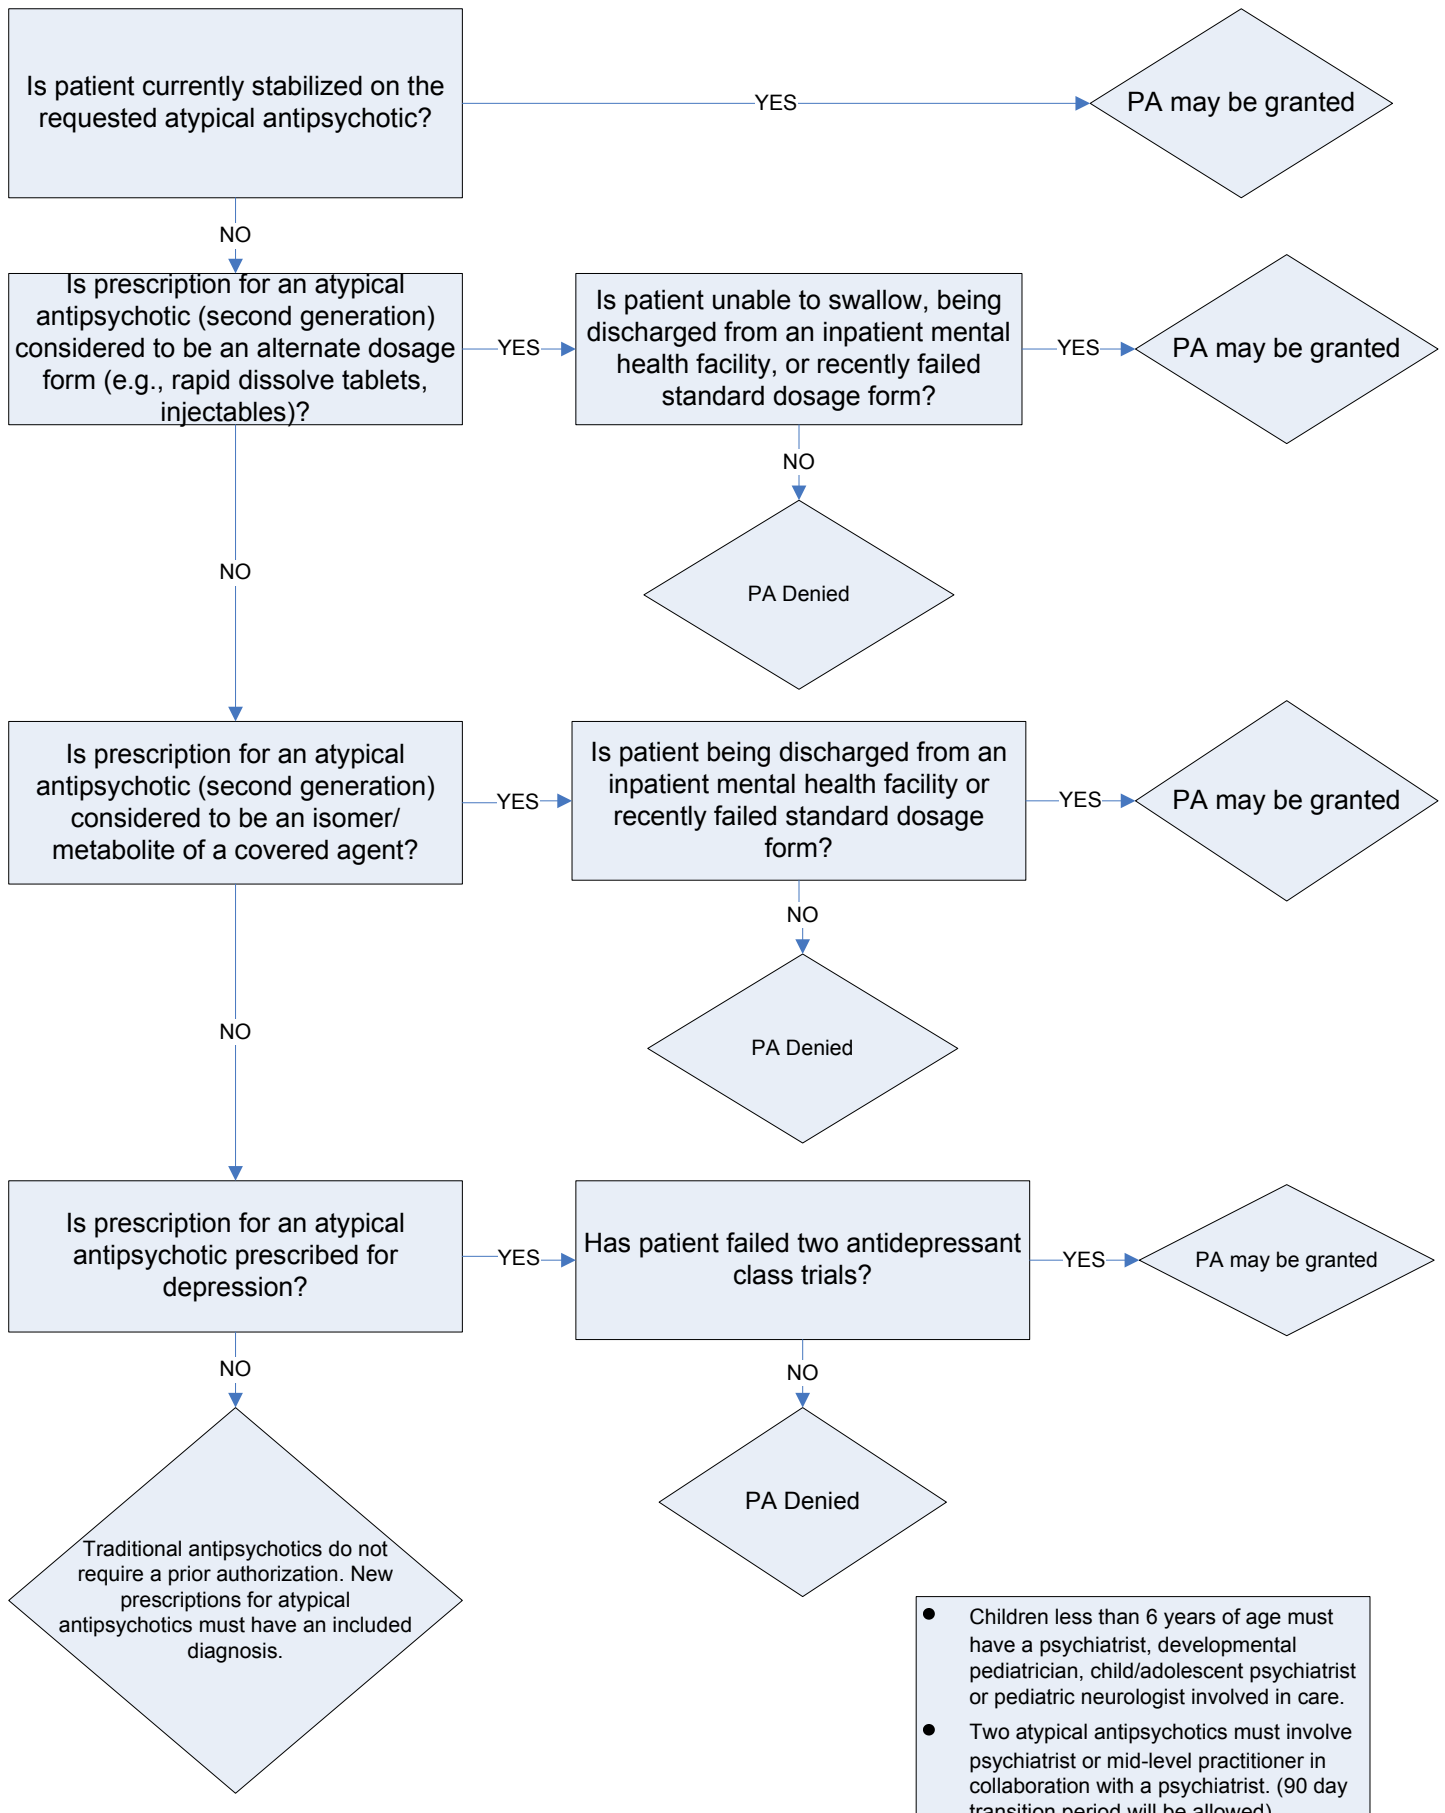 Is patient currently stabilized on the
requested atypical antipsychotic?
YES
PA may be granted
NO
Is prescription for an atypical
antipsychotic (second generation)
considered to be an alternate dosage
form (e.g., rapid dissolve tablets,
injectables)?
YES
Is patient unable to swallow, being
discharged from an inpatient mental
health facility, or recently failed
standard dosage form?
YES
PA may be granted
NO
PA Denied
NO
Is prescription for an atypical
antipsychotic (second generation)
considered to be an isomer/
metabolite of a covered agent?
YES
Is patient being discharged from an
inpatient mental health facility or
recently failed standard dosage
form?
YES
PA may be granted
NO
PA Denied
NO
Is prescription for an atypical
antipsychotic prescribed for
depression?
YES
Has patient failed two antidepressant
class trials?
YES
PA may be granted
NO
PA Denied
NO
Traditional antipsychotics do not
require a prior authorization. New
prescriptions for atypical
antipsychotics must have an included
diagnosis.
● Children less than 6 years of age must
have a psychiatrist, developmental
pediatrician, child/adolescent psychiatrist
or pediatric neurologist involved in care.
● Two atypical antipsychotics must involve
psychiatrist or mid-level practitioner in
collaboration with a psychiatrist. (90 day
transition period will be allowed)